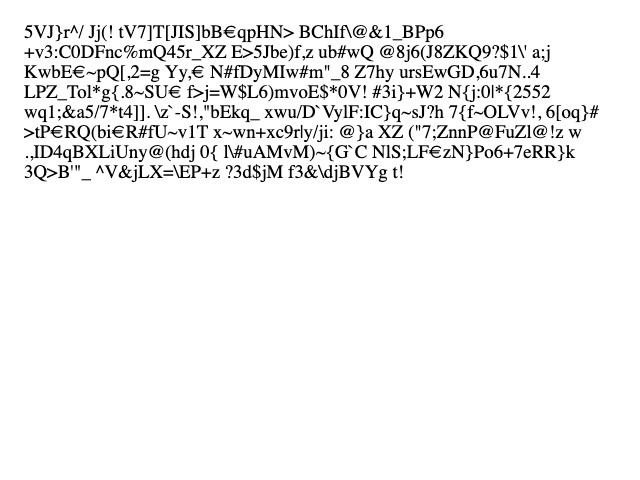 5VJ}r^/ Jj(! tV7]T[JIS]bB€qpHN> BChIf\@&1_BPp6
+v3:C0DFnc%mQ45r_XZ E>5Jbe)f,z ub#wQ @8j6(J8ZKQ9?$1\' a;j
KwbE€~pQ[,2=g Yy,€ N#fDyMIw#m"_8 Z7hy ursEwGD,6u7N..4
LPZ_Tol*g{.8~SU€ f>j=W$L6)mvoE$*0V! #3i}+W2 N{j:0l*{2552
wq1;&a5/7*t4]]. \z`-S!,"bEkq_ xwu/D`VylF:IC}q~sJ?h 7{f~OLVv!, 6[oq}#
>tP€RQ(bi€R#fU~v1T x~wn+xc9r|y/ji: @}a XZ ("7;ZnnP@FuZl@!z w
.,ID4qBXLiUny@(hdj 0{ l\#uAMvM)~{G`C NlS;LF€zN}Po6+7eRR}k
3Q>B'"_ ^V&jLX=\EP+z ?3d$jM f3&\djBVYg t!